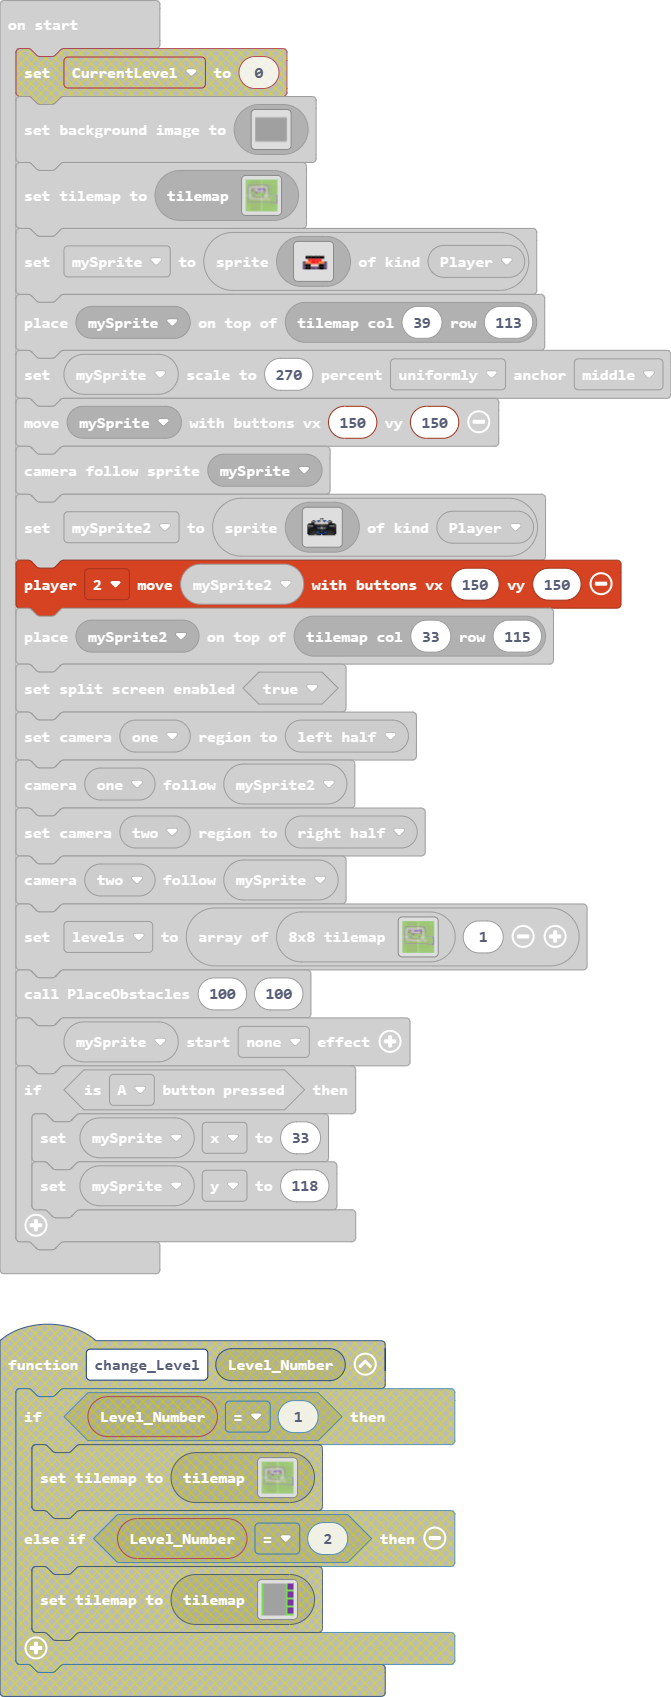 on start
set CurrentLevel to 0
set background image to
set tilemap to tilemap
set mySprite to sprite of kind Player
place mySprite on top of tilemap col 39 row 113
set mySprite scale to 270 percent uniformly anchor middle
move mySprite with buttons vx 150 vy 150
camera follow sprite mySprite
set mySprite2 to sprite of kind Player
player 2 move mySprite2 with buttons vx 150 vy 150
place mySprite2 on top of tilemap col 33 row 115
set split screen enabled true
set camera one region to left half
camera one follow mySprite2
set camera two region to right half
camera two follow mySprite
set levels to array of 8x8 tilemap 1
call PlaceObstacles 100 100
mySprite start none effect
if is A button pressed then
set mySprite x to 33
set mySprite y to 118
function change_Level Level_Number
if Level_Number = 1 then
set tilemap to tilemap
else if Level_Number = 2 then
set tilemap to tilemap